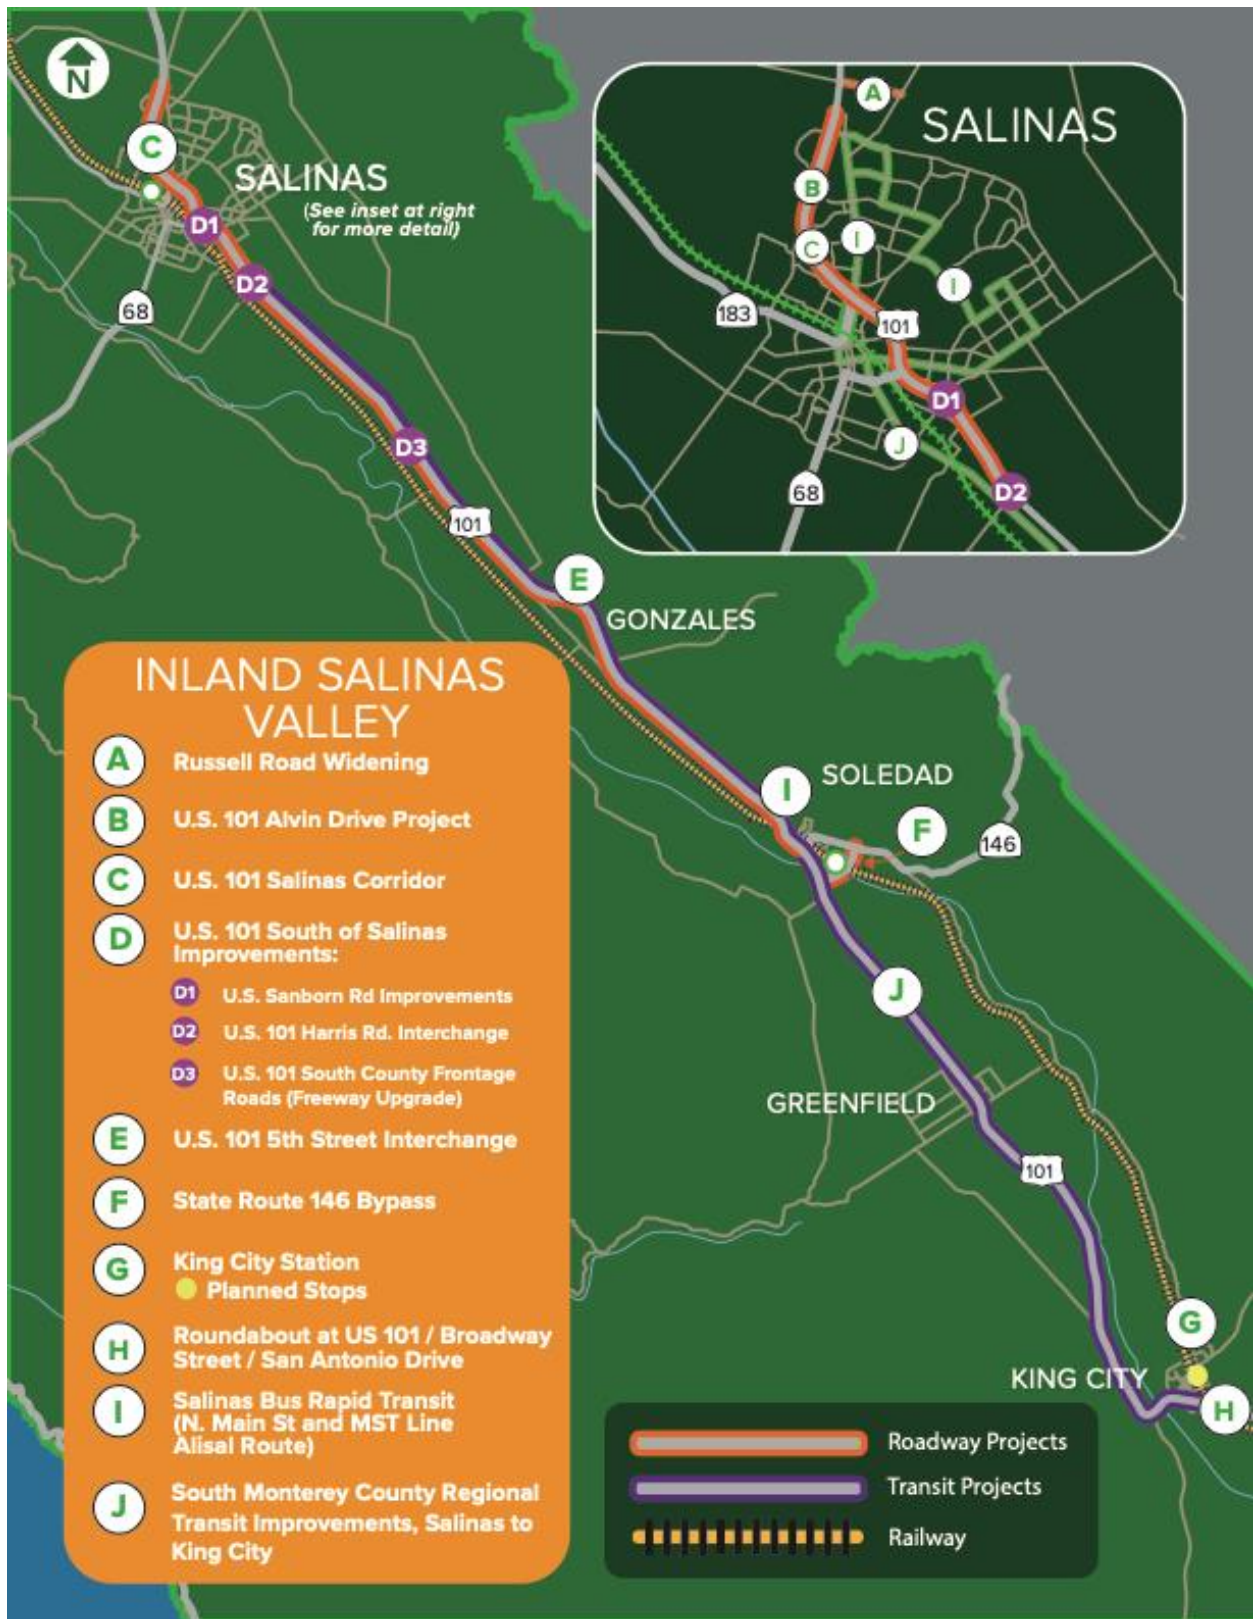 N
C
SALINAS
(See inset at right
for more detail)
D1
D2
68
D3
101
E
GONZALES
I
SOLEDAD
F
146
J
GREENFIELD
101
G
KING CITY
H
SALINAS
A
B
C
I
I
183
101
D1
J
68
D2
INLAND SALINAS
VALLEY
A
Russell Road Widening
B
U.S. 101 Alvin Drive Project
C
U.S. 101 Salinas Corridor
D
U.S. 101 South of Salinas
Improvements:
D1
U.S. Sanborn Rd Improvements
D2
U.S. 101 Harris Rd. Interchange
D3
U.S. 101 South County Frontage
Roads (Freeway Upgrade)
E
U.S. 101 5th Street Interchange
F
State Route 146 Bypass
G
King City Station
Planned Stops
H
Roundabout at US 101 / Broadway
Street / San Antonio Drive
I
Salinas Bus Rapid Transit
(N. Main St and MST Line
Alisal Route)
J
South Monterey County Regional
Transit Improvements, Salinas to
King City
Roadway Projects
Transit Projects
Railway